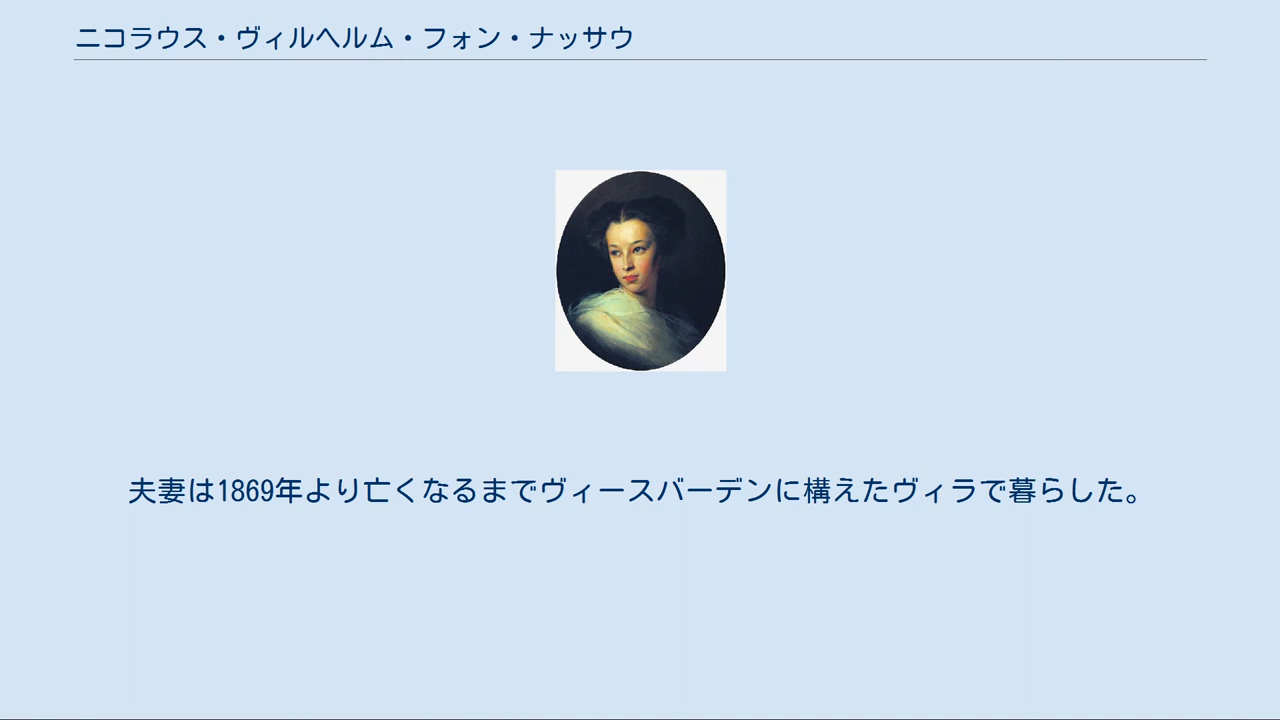 ニコラウス・ヴィルヘルム・フォン・ナッサウ
夫妻は1869年より亡くなるまでヴィースバーデンに構えたヴィラで暮らした。